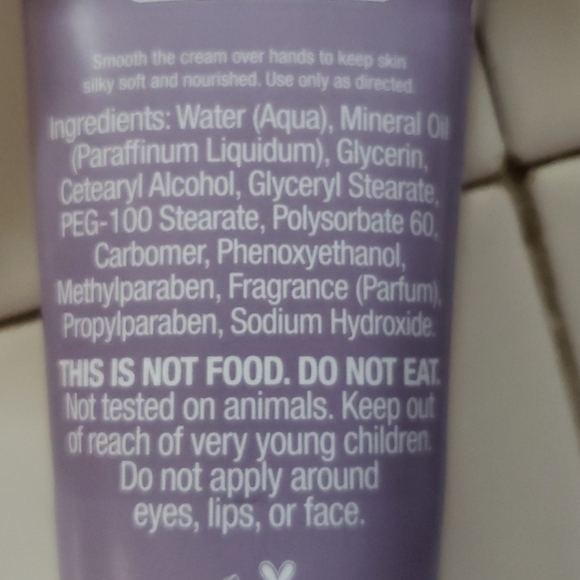 Smooth the cream over hands to keep skin
silky soft and nourished. Use only as directed.
Ingredients: Water (Aqua), Mineral Oil
(Paraffinum Liquidum), Glycerin,
Cetearyl Alcohol, Glyceryl Stearate,
PEG-100 Stearate, Polysorbate 60,
Carbomer, Phenoxyethanol,
Methylparaben, Fragrance (Parfum),
Propylparaben, Sodium Hydroxide.
THIS IS NOT FOOD. DO NOT EAT.
Not tested on animals. Keep out
of reach of very young children.
Do not apply around
eyes, lips, or face.